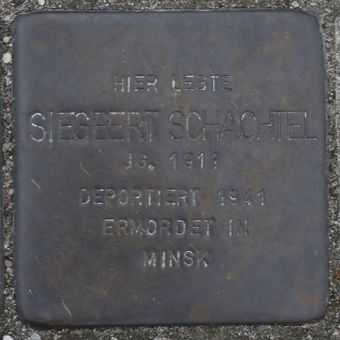 HIER LEBTE
SIEGBERT SCHACHTEL
JG. 1911
DEPORTIERT 1941
ERMORDET IN
MINSK